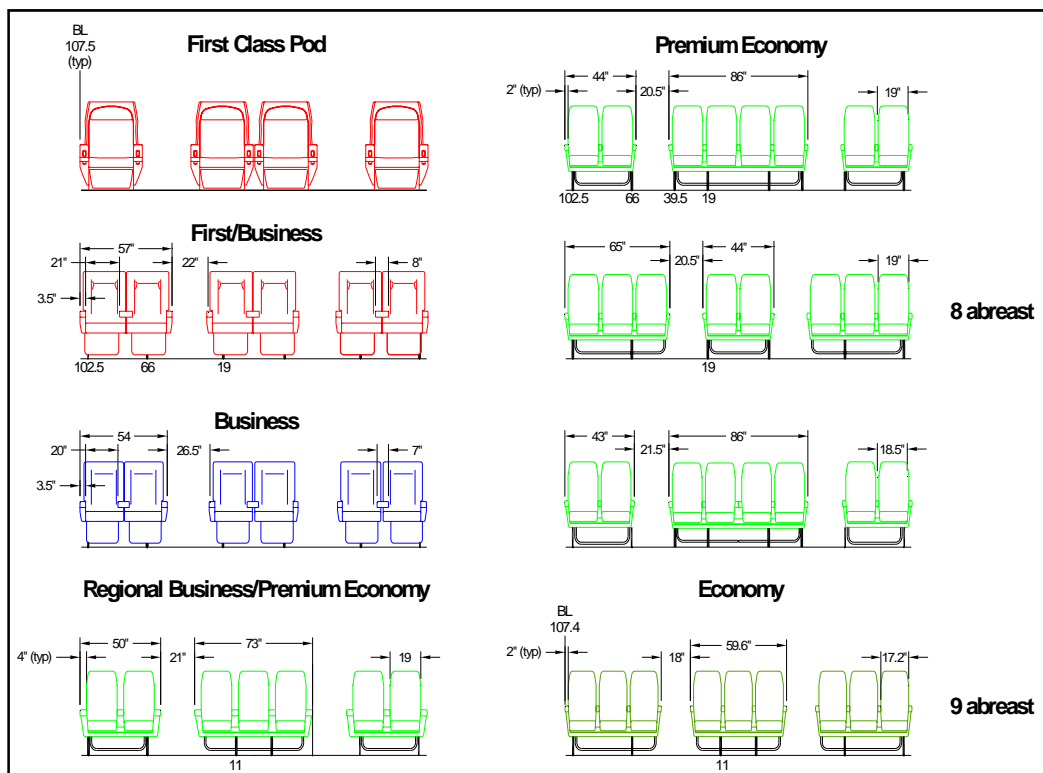 BL
107.5
(typ)
First Class Pod
First/Business
57"
21"
22"
8"
3.5"
102.5
66
19
Business
54
20"
26.5"
7"
3.5"
Regional Business/Premium Economy
50"
73"
4" (typ)
21"
19
11
Premium Economy
44"
86"
2" (typ)
20.5"
19"
102.5
66
39.5
19
65"
44"
20.5"
19"
8 abreast
19
43"
86"
21.5"
18.5"
Economy
BL
107.4
59.6"
2" (typ)
18"
17.2"
9 abreast
11